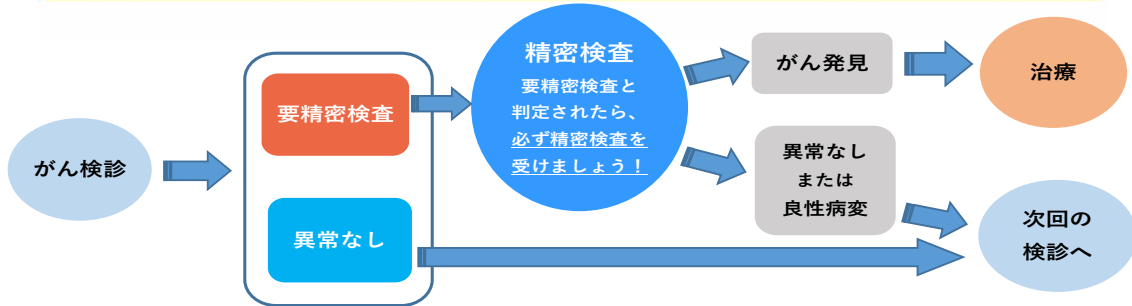 がん検診
要精密検査
異常なし
精密検査
要精密検査と
判定されたら、
必ず精密検査を
受けましょう！
がん発見
異常なし
または
良性病変
治療
次回の
検診へ